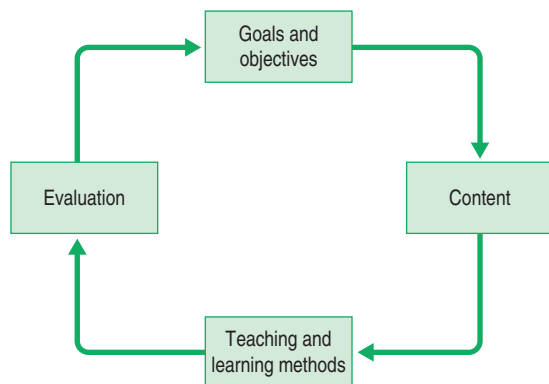 Goals and
objectives
Evaluation
Content
Teaching and
learning methods